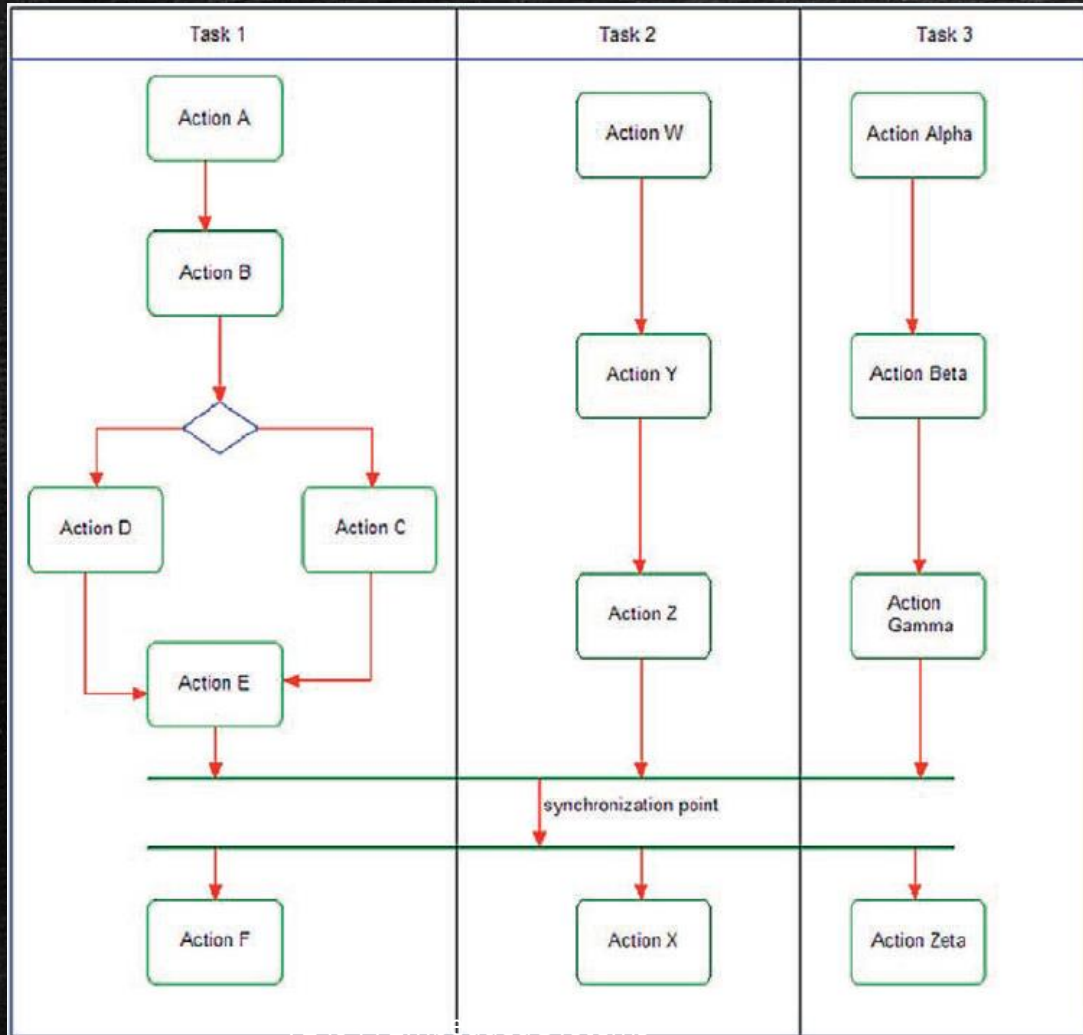 Task 1
Task 2
Task 3
Action A
Action W
Action Alpha
Action B
Action Y
Action Beta
Action D
Action C
Action Z
Action
Gamma
Action E
synchronization point
Action F
Action X
Action Zeta